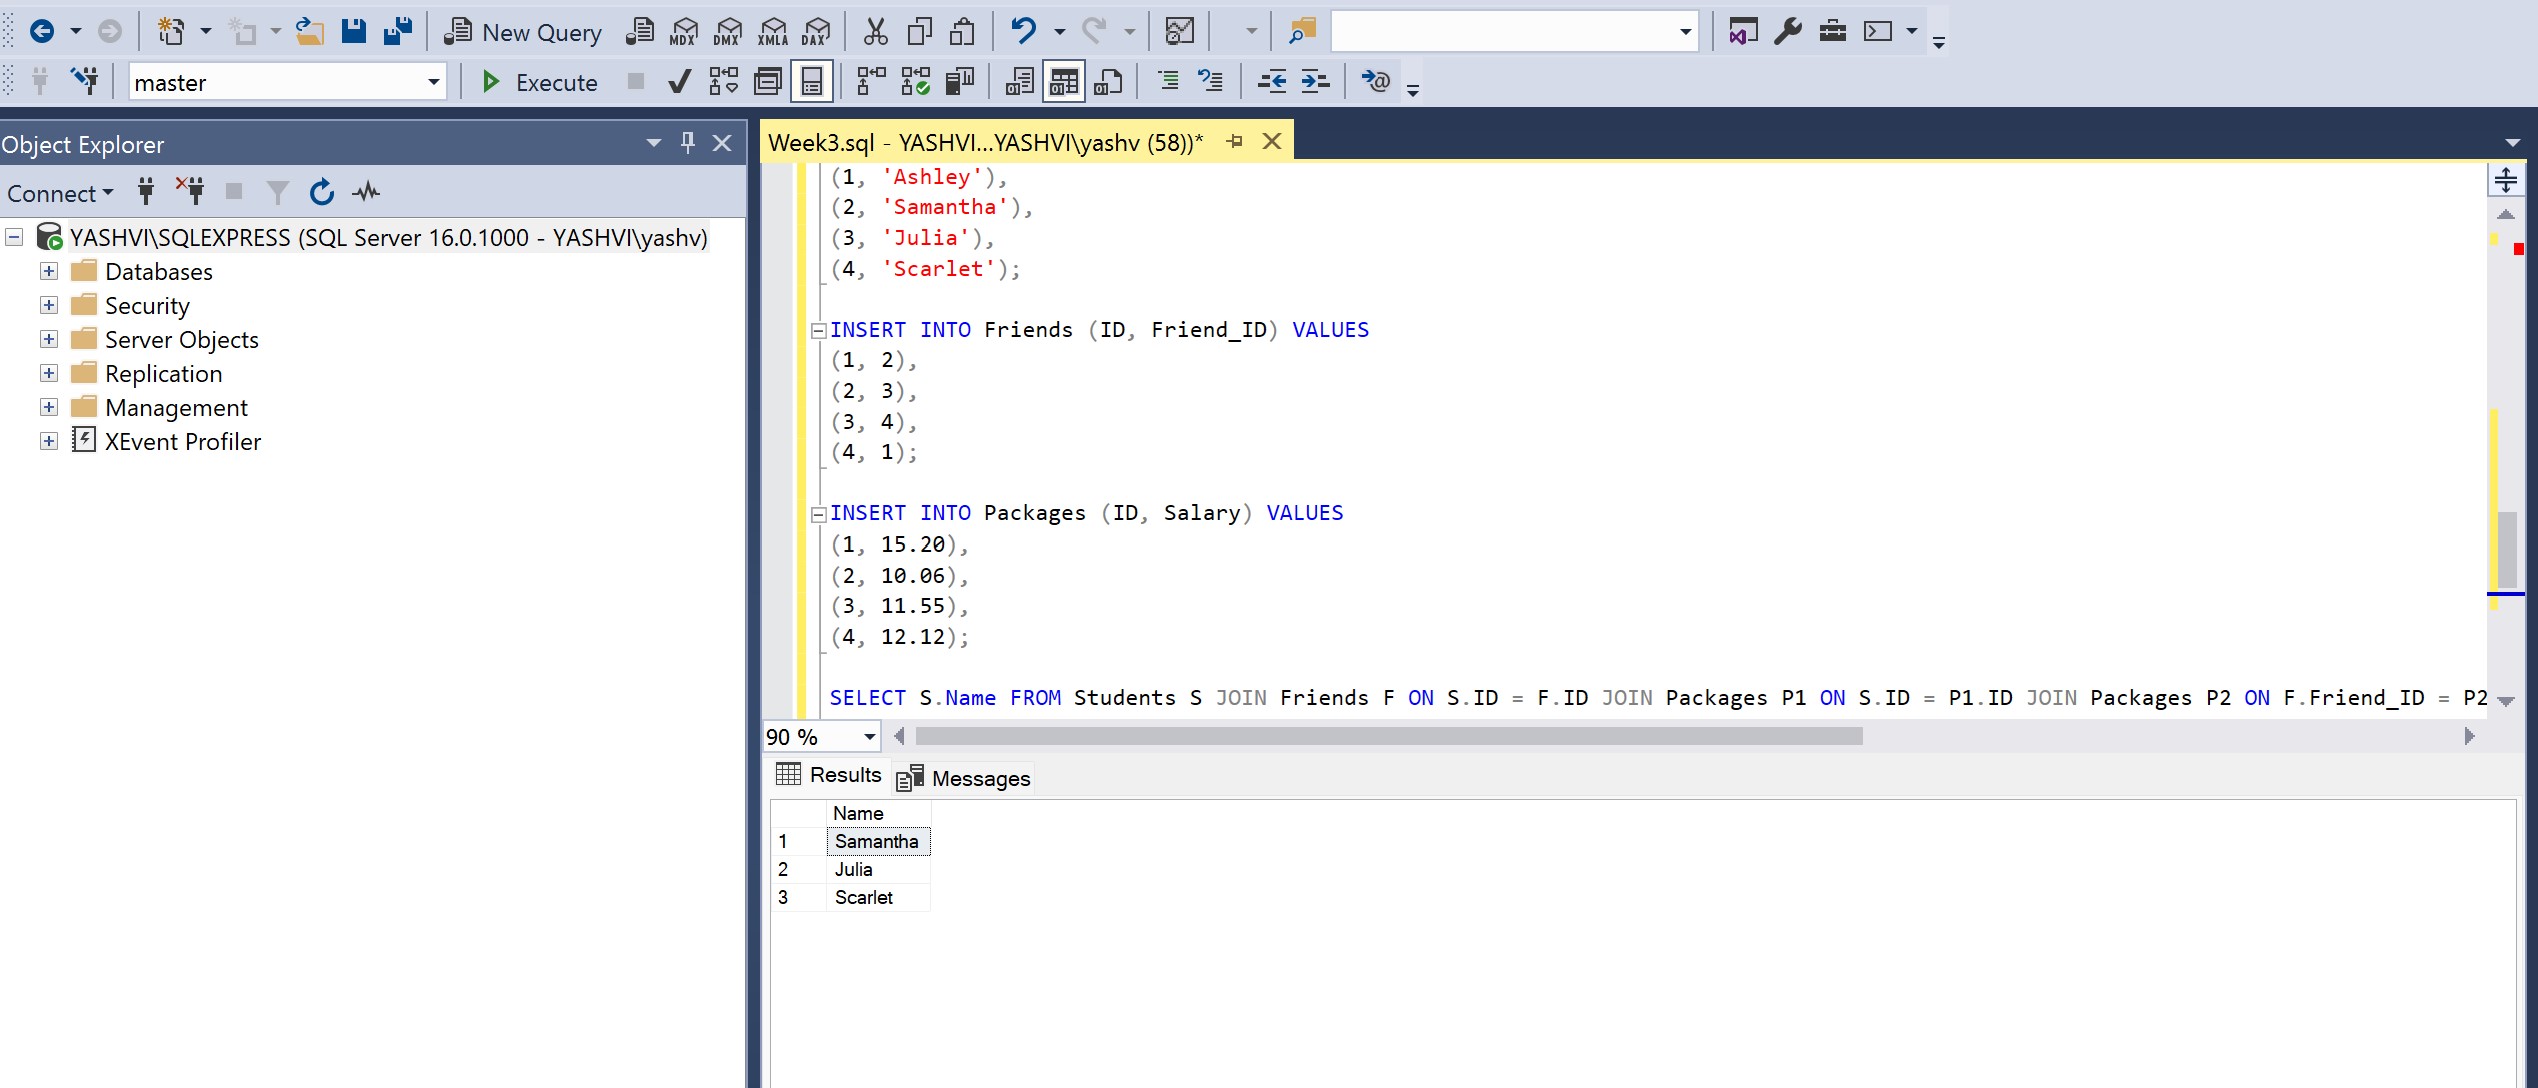 New Query
MDX DMX XMLA DAX
master
Execute
Object Explorer
Connect
YASHVI\SQLEXPRESS (SQL Server 16.0.1000 - YASHVI\yashv)
Databases
Security
Server Objects
Replication
Management
XEvent Profiler
Week3.sql - YASHVI...YASHVI\yashv (58))*
(1, 'Ashley'),
(2, 'Samantha'),
(3, 'Julia'),
(4, 'Scarlet');
INSERT INTO Friends (ID, Friend_ID) VALUES
(1, 2),
(2, 3),
(3, 4),
(4, 1);
INSERT INTO Packages (ID, Salary) VALUES
(1, 15.20),
(2, 10.06),
(3, 11.55),
(4, 12.12);
SELECT S.Name FROM Students S JOIN Friends F ON S.ID = F.ID JOIN Packages P1 ON S.ID = P1.ID JOIN Packages P2 ON F.Friend_ID = P2
90 %
Results Messages
Name
1 Samantha
2 Julia
3 Scarlet